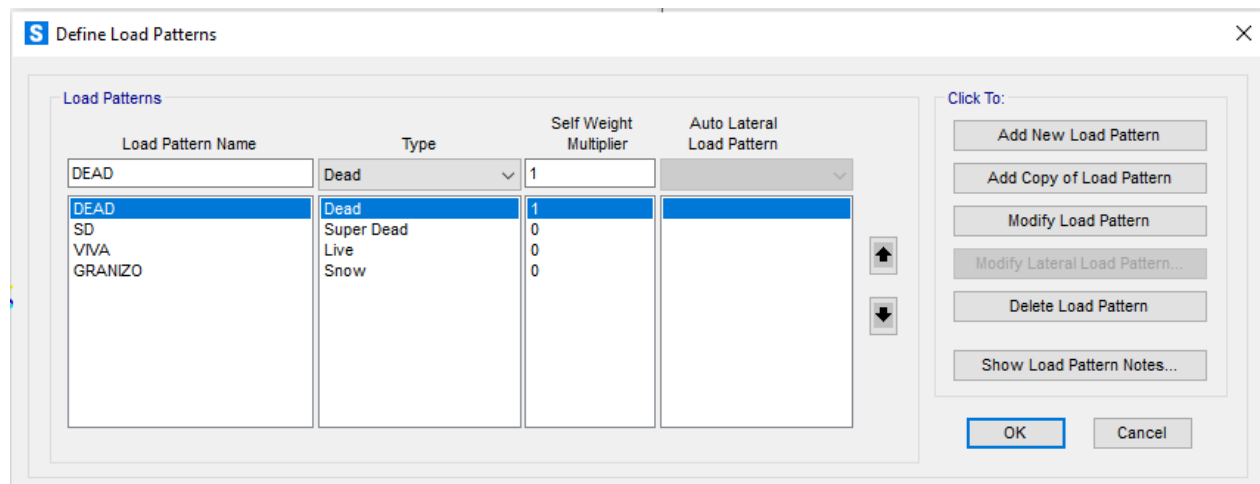 S Define Load Patterns
Load Patterns
Click To:
Load Pattern Name Type Self Weight Multiplier Auto Lateral Load Pattern
DEAD Dead 1
DEAD Dead 1
SD Super Dead 0
VIVA Live 0
GRANIZO Snow 0
Add New Load Pattern
Add Copy of Load Pattern
Modify Load Pattern
Modify Lateral Load Pattern...
Delete Load Pattern
Show Load Pattern Notes...
OK Cancel